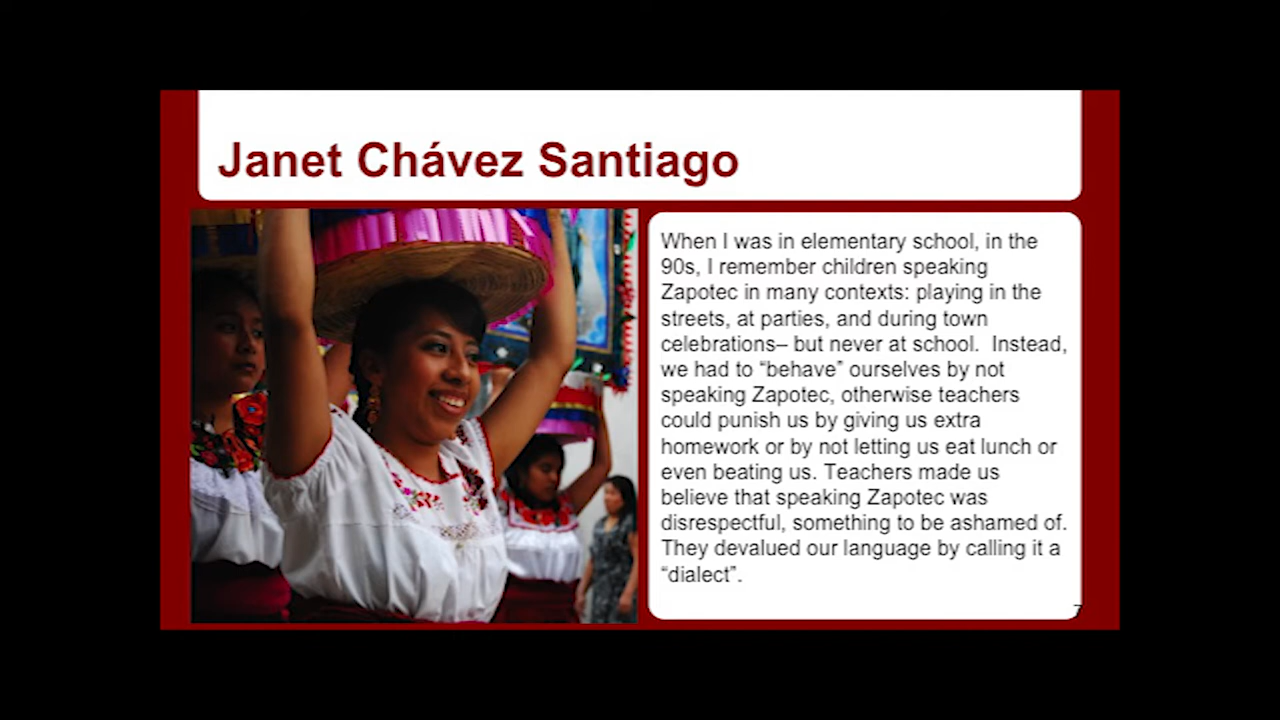 Janet Chávez Santiago
When I was in elementary school, in the
90s, I remember children speaking
Zapotec in many contexts: playing in the
streets, at parties, and during town
celebrations– but never at school.  Instead,
we had to “behave” ourselves by not
speaking Zapotec, otherwise teachers
could punish us by giving us extra
homework or by not letting us eat lunch or
even beating us. Teachers made us
believe that speaking Zapotec was
disrespectful, something to be ashamed of.
They devalued our language by calling it a
“dialect”.
7